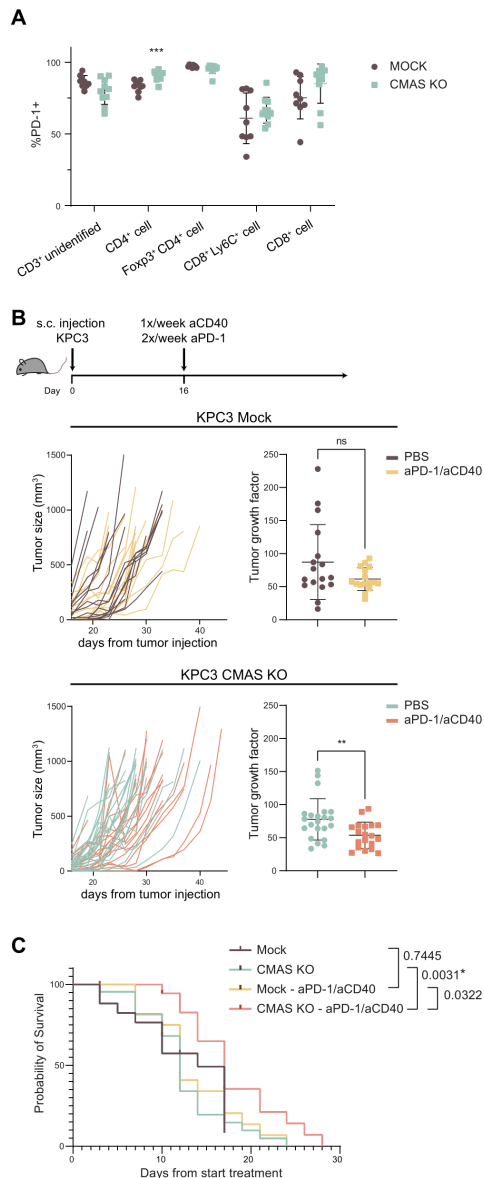 A
***
MOCK
CMAS KO
%PD-1+
100
50
0
CD3⁺ unidentified
CD4⁺ cell
Foxp3⁺ CD4⁺ cell
CD8⁺ Ly6C⁺ cell
CD8⁺ cell
B
s.c. injection
KPC3
1x/week aCD40
2x/week aPD-1
Day
0
16
KPC3 Mock
Tumor size (mm³)
1500
1000
500
0
20
30
40
days from tumor injection
Tumor growth factor
250
200
150
100
50
0
ns
PBS
aPD-1/aCD40
KPC3 CMAS KO
Tumor size (mm³)
1500
1000
500
0
20
30
40
days from tumor injection
Tumor growth factor
250
200
150
100
50
0
**
PBS
aPD-1/aCD40
C
Mock
CMAS KO
Mock - aPD-1/aCD40
CMAS KO - aPD-1/aCD40
0.7445
0.0031*
0.0322
Probability of Survival
100
50
0
0
10
20
30
Days from start treatment